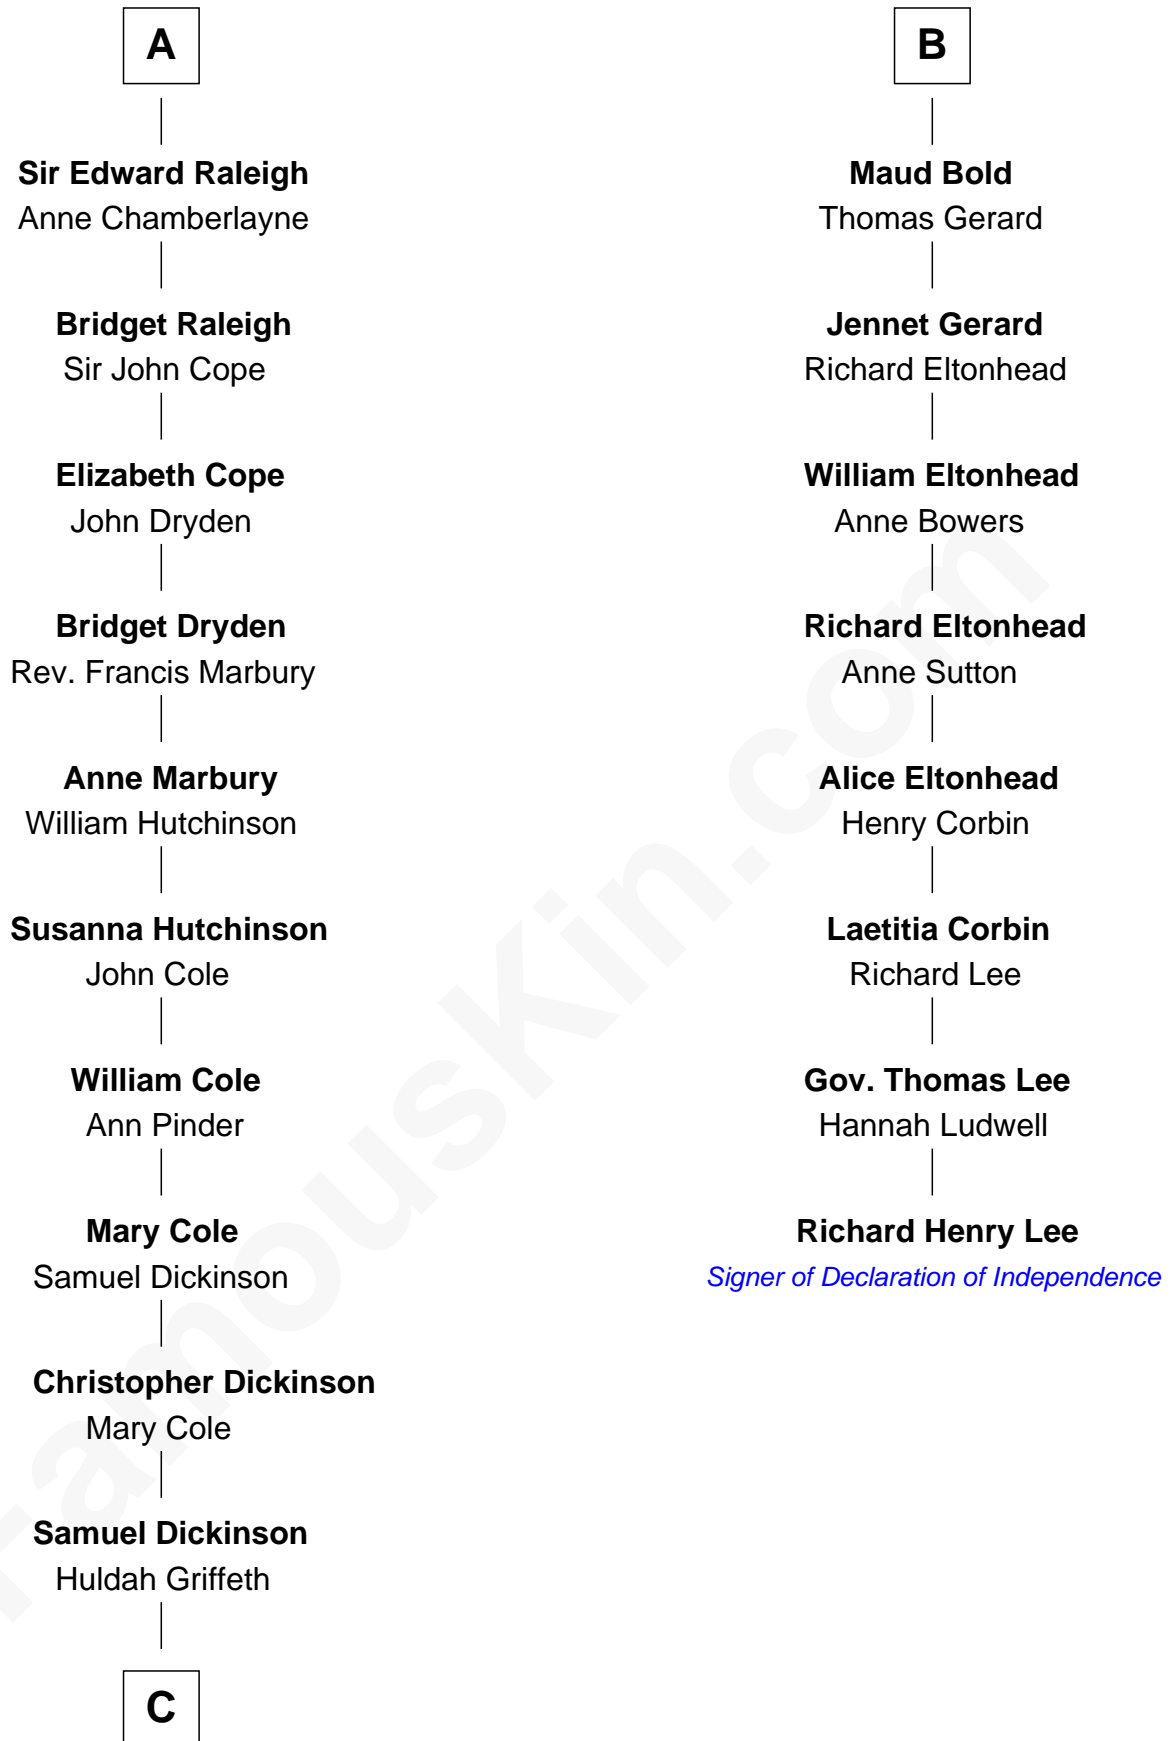 A
Sir Edward Raleigh
Anne Chamberlayne
Bridget Raleigh
Sir John Cope
Elizabeth Cope
John Dryden
Bridget Dryden
Rev. Francis Marbury
Anne Marbury
William Hutchinson
Susanna Hutchinson
John Cole
William Cole
Ann Pinder
Mary Cole
Samuel Dickinson
Christopher Dickinson
Mary Cole
Samuel Dickinson
Huldah Griffeth
C
B
Maud Bold
Thomas Gerard
Jennet Gerard
Richard Eltonhead
William Eltonhead
Anne Bowers
Richard Eltonhead
Anne Sutton
Alice Eltonhead
Henry Corbin
Laetitia Corbin
Richard Lee
Gov. Thomas Lee
Hannah Ludwell
Richard Henry Lee
Signer of Declaration of Independence
FamousKin.com